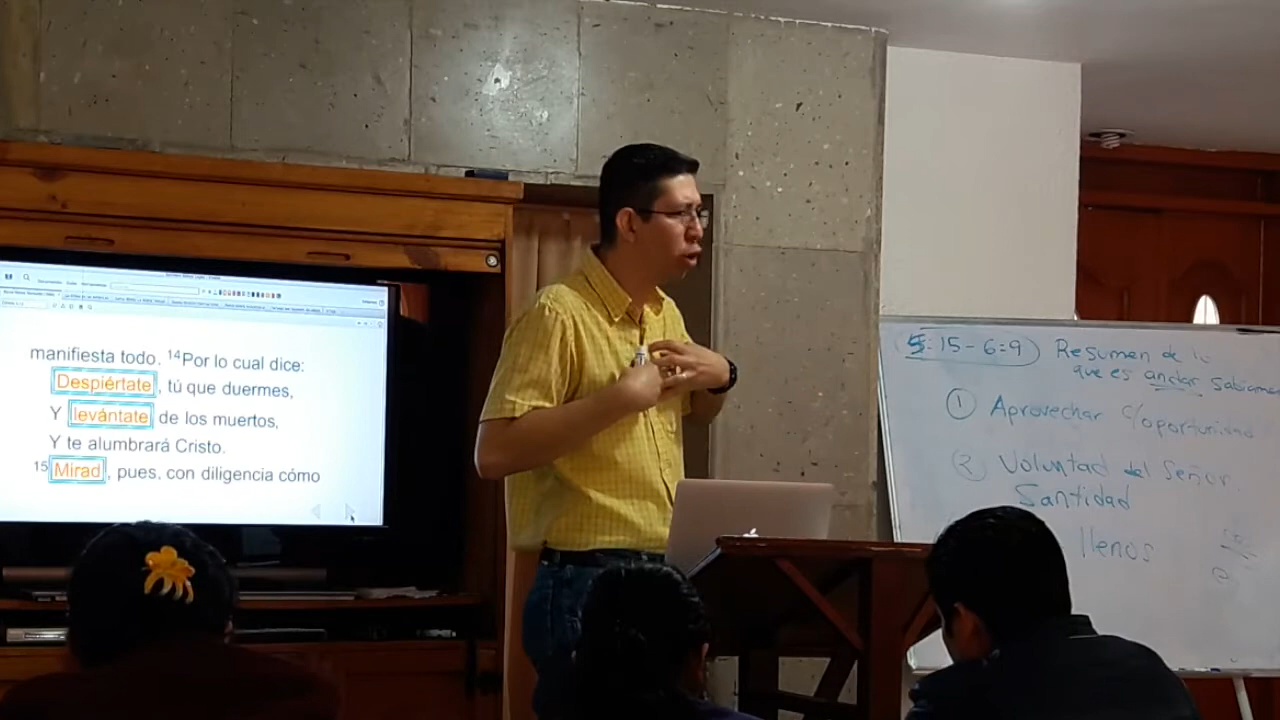 manifiesta todo. 14Por lo cual dice:
Despiértate, tú que duermes,
Y levántate de los muertos,
Y te alumbrará Cristo.
15Mirad, pues, con diligencia cómo
(5:15-6:9) Resumen de lo
que es andar sabiamente
① Aprovechar c/oportunidad
② Voluntad del Señor.
Santidad
llenos